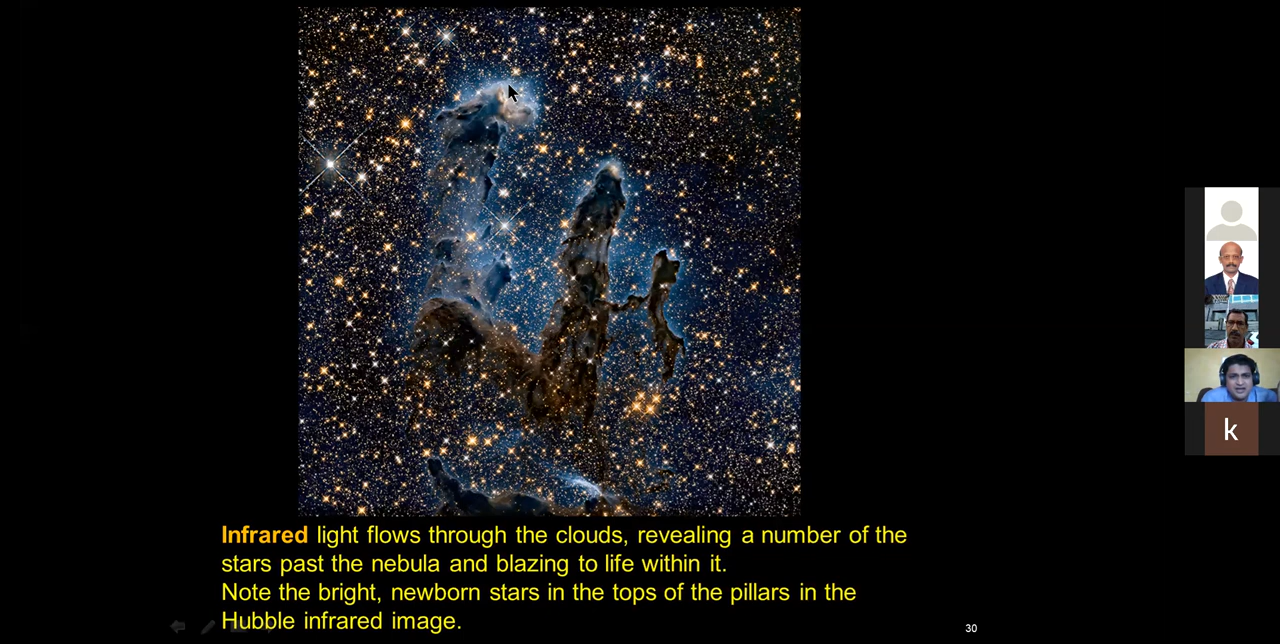 Infrared light flows through the clouds, revealing a number of the
stars past the nebula and blazing to life within it.
Note the bright, newborn stars in the tops of the pillars in the
Hubble infrared image.
30
k